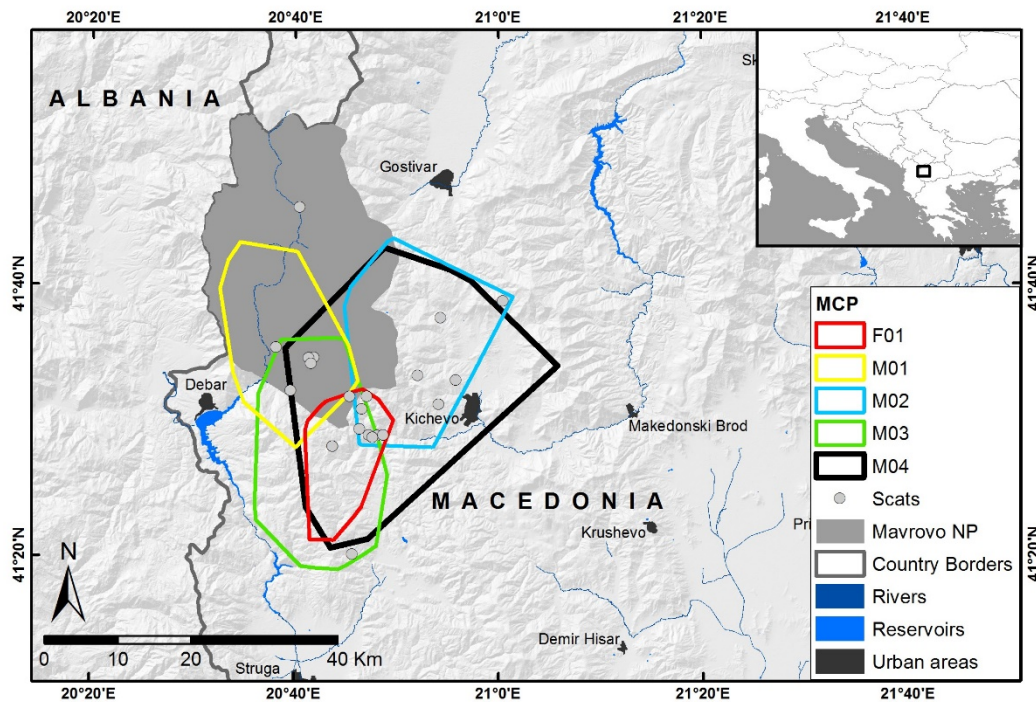 20°20'E 20°40'E 21°0'E 21°20'E 21°40'E
ALBANIA
Sk
Gostivar
41°40'N 41°40'N
MCP
F01
M01
M02
M03
M04
Scats
Mavrovo NP
Country Borders
Rivers
Reservoirs
Urban areas
Debar
Kichevo
Makedonski Brod
MACEDONIA
Krushevo
Pri
41°20'N 41°20'N
N
Demir Hisar
0 10 20 40 Km
Struga
20°20'E 20°40'E 21°0'E 21°20'E 21°40'E